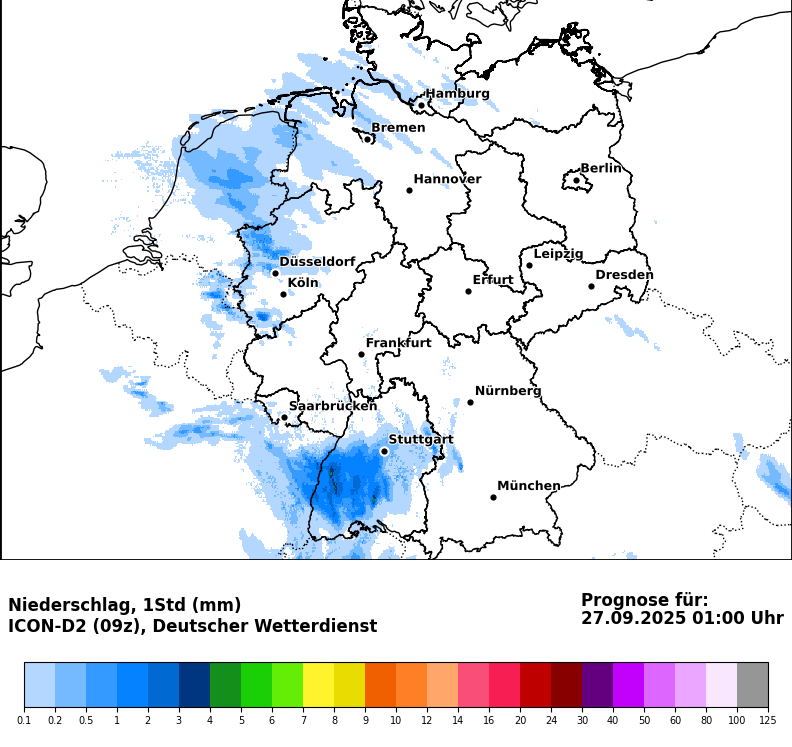 Hamburg
Bremen
Berlin
Hannover
Leipzig
Düsseldorf
Dresden
Köln
Erfurt
Frankfurt
Nürnberg
Saarbrücken
Stuttgart
München
Niederschlag, 1Std (mm)
ICON-D2 (09z), Deutscher Wetterdienst
Prognose für:
27.09.2025 01:00 Uhr
0.1 0.2 0.5 1 2 3 4 5 6 7 8 9 10 12 14 16 20 24 30 40 50 60 80 100 125